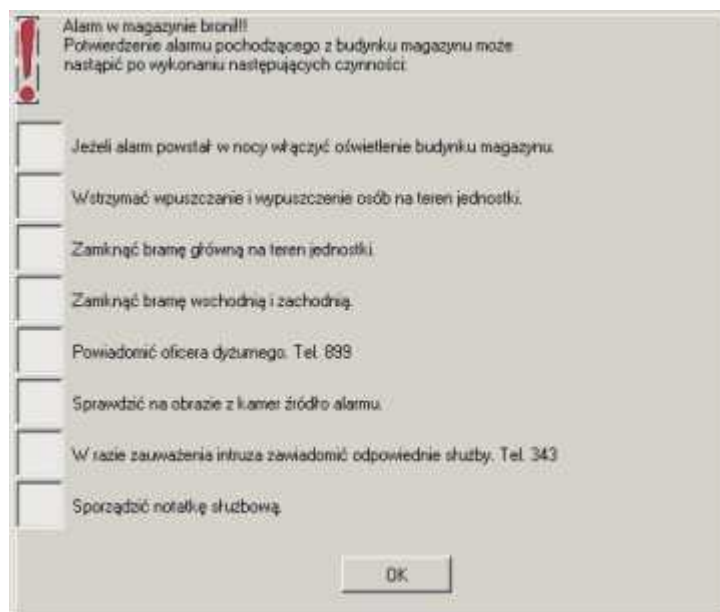 Alarm w magazynie broni!!!
Potwierdzenie alarmu pochodzącego z budynku magazynu może
nastąpić po wykonaniu następujących czynności:
Jeżeli alarm powstał w nocy włączyć oświetlenie budynku magazynu.
Wstrzymać wpuszczanie i wypuszczenie osób na teren jednostki.
Zamknąć bramę główną na teren jednostki.
Zamknąć bramę wschodnią i zachodnią.
Powiadomić oficera dyżurnego. Tel. 899
Sprawdzić na obrazie z kamer źródło alarmu.
W razie zauważenia intruza zawiadomić odpowiednie służby. Tel. 343
Sporządzić notatkę służbową.
OK